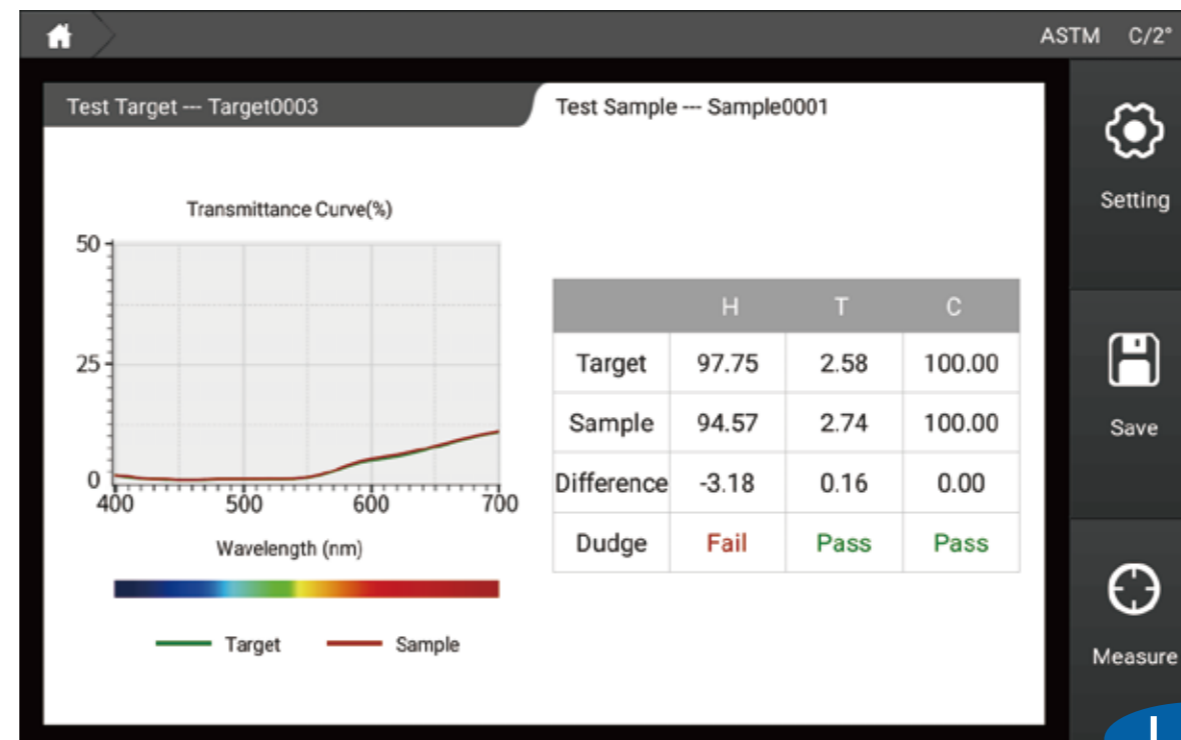 ASTM C/2°
Test Target --- Target0003
Test Sample --- Sample0001
Transmittance Curve(%)
50
25
0
400 500 600 700
Wavelength (nm)
Target Sample
H T C
Target 97.75 2.58 100.00
Sample 94.57 2.74 100.00
Difference -3.18 0.16 0.00
Dudge Fail Pass Pass
Setting
Save
Measure